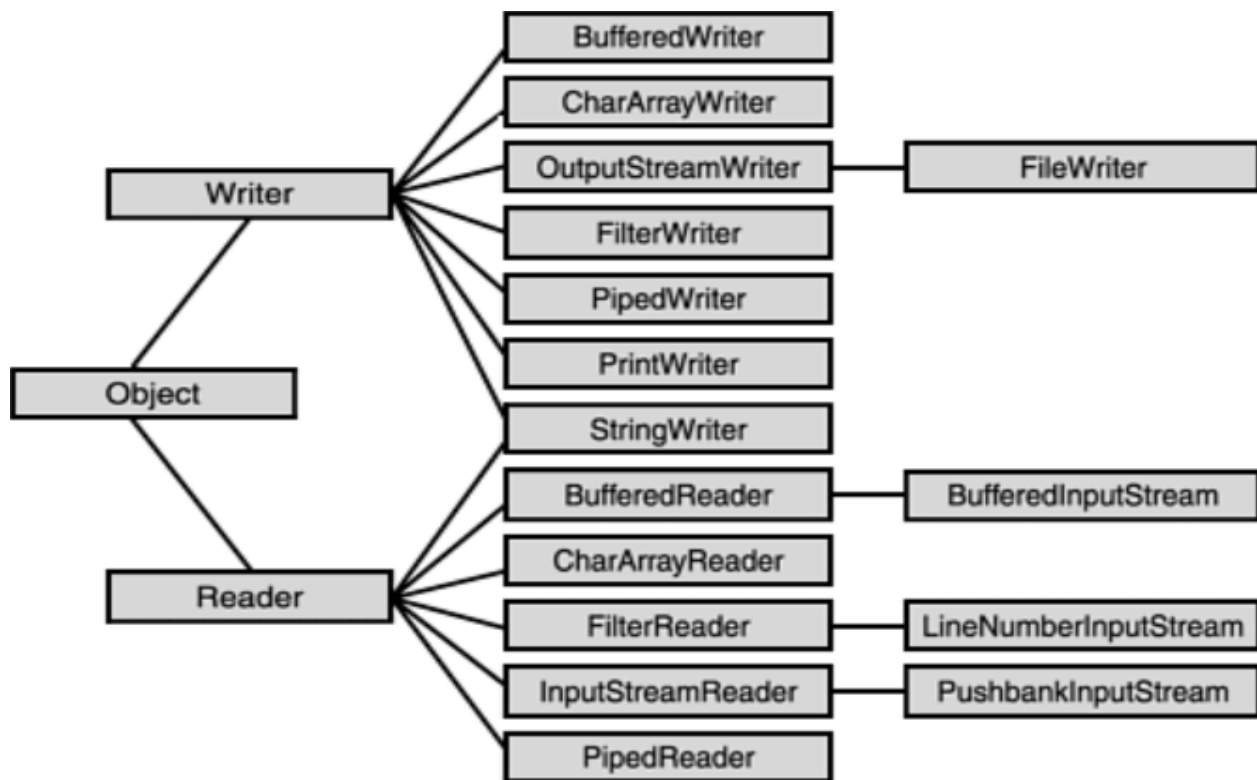 BufferedWriter
CharArrayWriter
OutputStreamWriter
FileWriter
Writer
FilterWriter
PipedWriter
PrintWriter
Object
StringWriter
BufferedReader
BufferedInputStream
CharArrayReader
Reader
FilterReader
LineNumberInputStream
InputStreamReader
PushbankInputStream
PipedReader